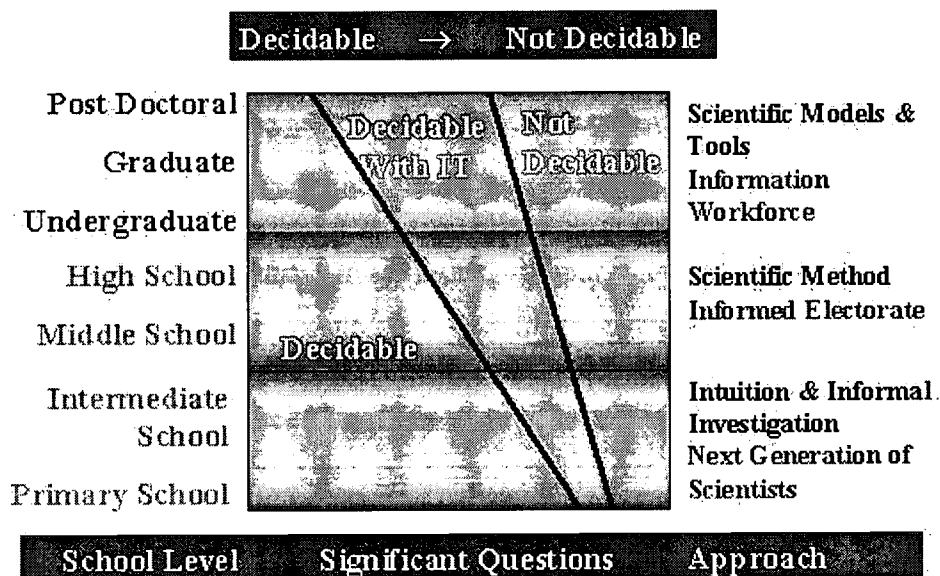 Decidable → Not Decidable
Post Doctoral
Graduate
Undergraduate
High School
Middle School
Intermediate
School
Primary School
Decidable
With IT
Not
Decidable
Decidable
Scientific Models &
Tools
Information
Workforce
Scientific Method
Informed Electorate
Intuition & Informal
Investigation
Next Generation of
Scientists
School Level Significant Questions Approach